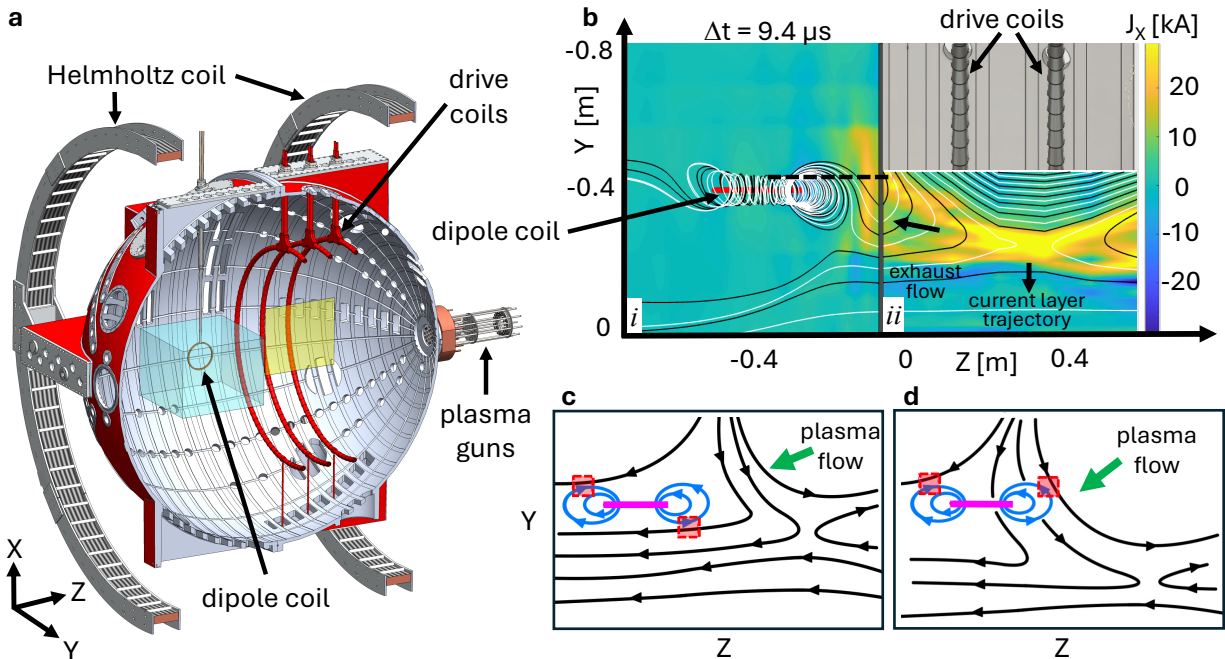 a
Helmholtz coil
drive
coils
plasma
guns
dipole coil
X
Z
Y
b
Δt = 9.4 μs
drive coils
J_X [kA]
-0.8
-0.4
0
Y [m]
20
10
0
-10
-20
dipole coil
exhaust
flow
current layer
trajectory
i
ii
-0.4
0
Z [m]
0.4
c
plasma
flow
Y
Z
d
plasma
flow
Z